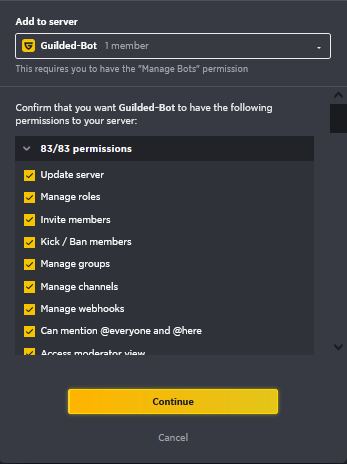 Add to server
Guilded-Bot 1 member
This requires you to have the "Manage Bots" permission
Confirm that you want Guilded-Bot to have the following
permissions to your server:
83/83 permissions
Update server
Manage roles
Invite members
Kick / Ban members
Manage groups
Manage channels
Manage webhooks
Can mention @everyone and @here
Access moderator view
Continue
Cancel